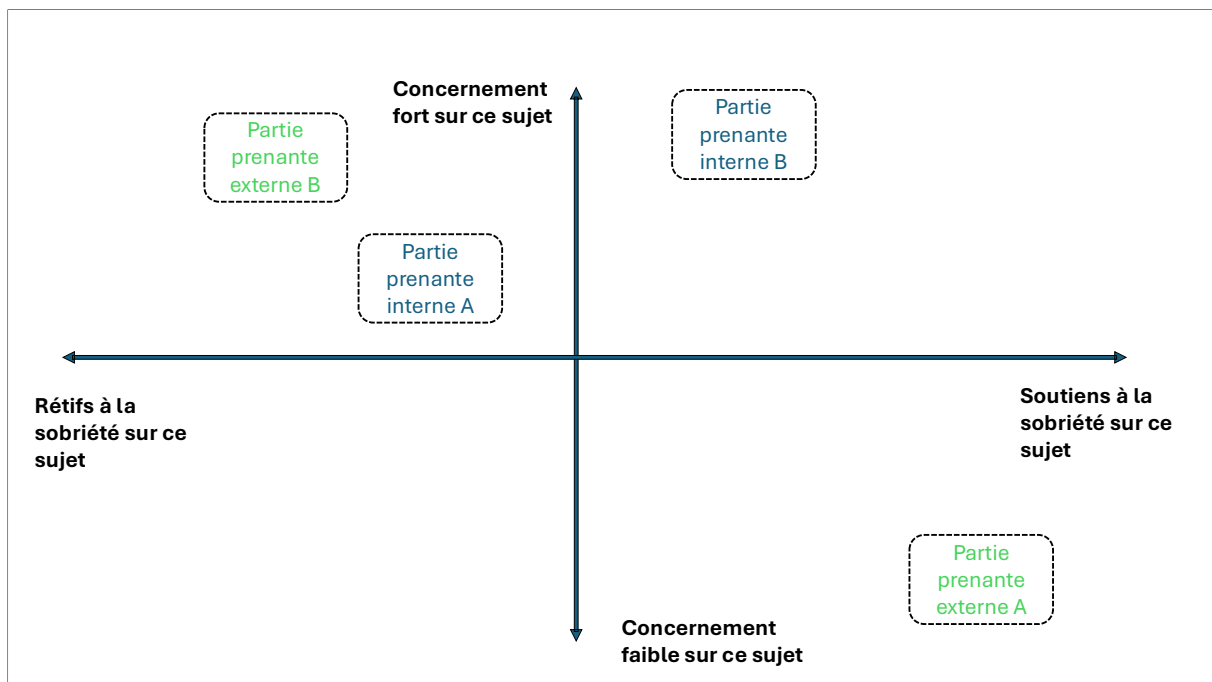 Concernement
fort sur ce sujet
Partie
prenante
interne B
Partie
prenante
externe B
Partie
prenante
interne A
Rétifs à la
sobriété sur ce
sujet
Soutiens à la
sobriété sur ce
sujet
Partie
prenante
externe A
Concernement
faible sur ce sujet